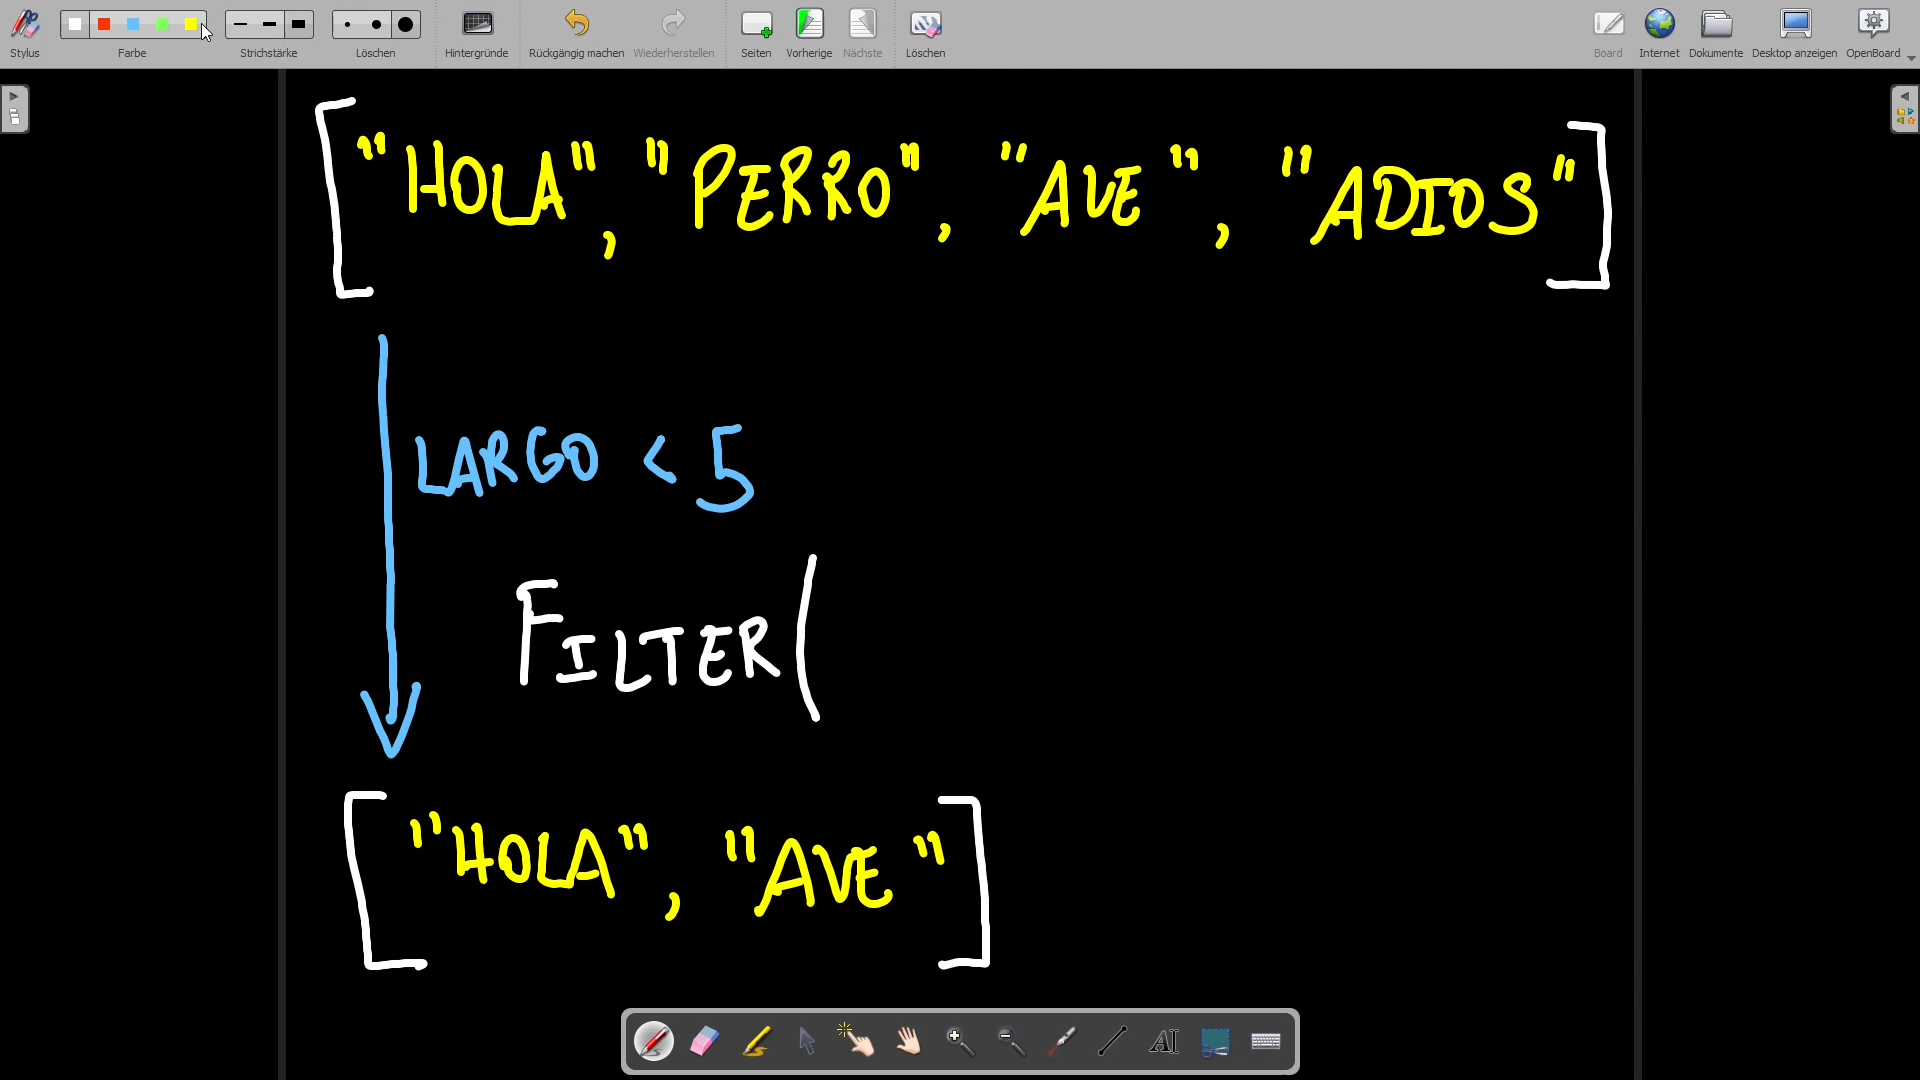 Stylus Farbe Strichstärke Löschen Hintergründe Rückgängig machen Wiederherstellen Seiten Vorherige Nächste Löschen Board Internet Dokumente Desktop anzeigen OpenBoard
["HOLA", "PERRO", "AVE", "ADIOS"]
LARGO < 5
FILTER(
["HOLA", "AVE"]
AI